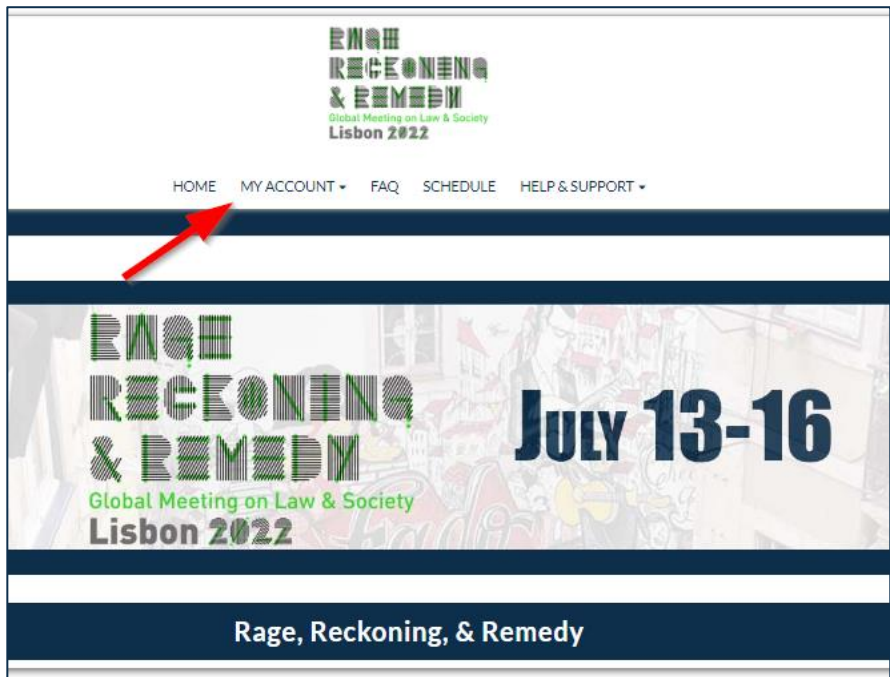 RAGE
RECKONING
& REMEDY
Global Meeting on Law & Society
Lisbon 2022
HOME MY ACCOUNT FAQ SCHEDULE HELP & SUPPORT
RAGE
RECKONING
& REMEDY
Global Meeting on Law & Society
Lisbon 2022
JULY 13-16
Fadic
Rage, Reckoning, & Remedy